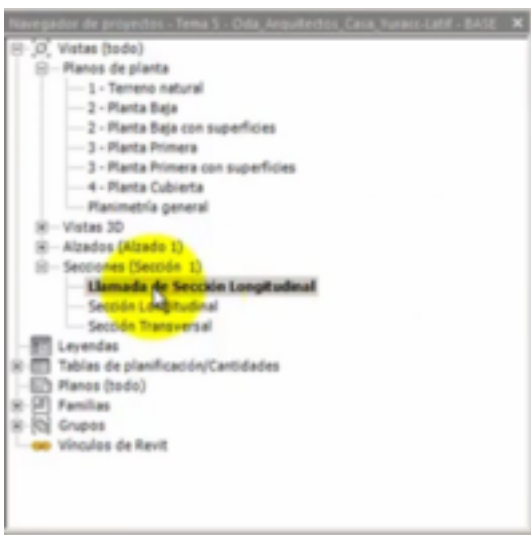 Navegador de proyectos - Tema 5 - Oda_Arquitectos_Casa_Yuracc-Latif - BASE
Vistas (todo)
Planos de planta
1 - Terreno natural
2 - Planta Baja
2 - Planta Baja con superficies
3 - Planta Primera
3 - Planta Primera con superficies
4 - Planta Cubierta
Planimetría general
Vistas 3D
Alzados (Alzado 1)
Secciones (Sección 1)
Llamada de Sección Longitudinal
Sección Longitudinal
Sección Transversal
Leyendas
Tablas de planificación/Cantidades
Planos (todo)
Familias
Grupos
Vínculos de Revit